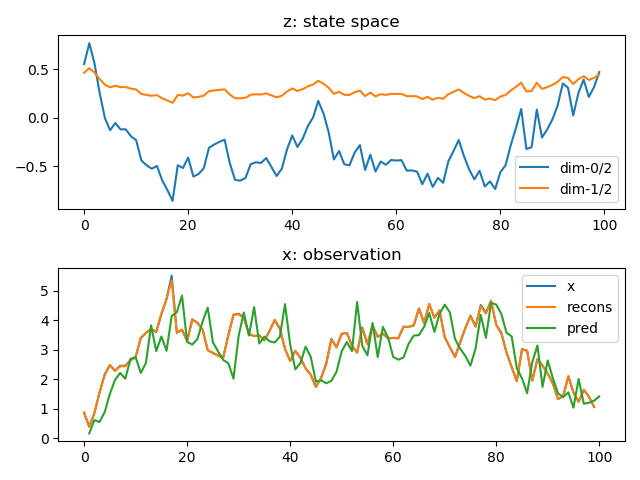 z: state space
0.5
0.0
−0.5
dim-0/2
dim-1/2
0 20 40 60 80 100
x: observation
5
4
3
2
1
0
x
recons
pred
0 20 40 60 80 100